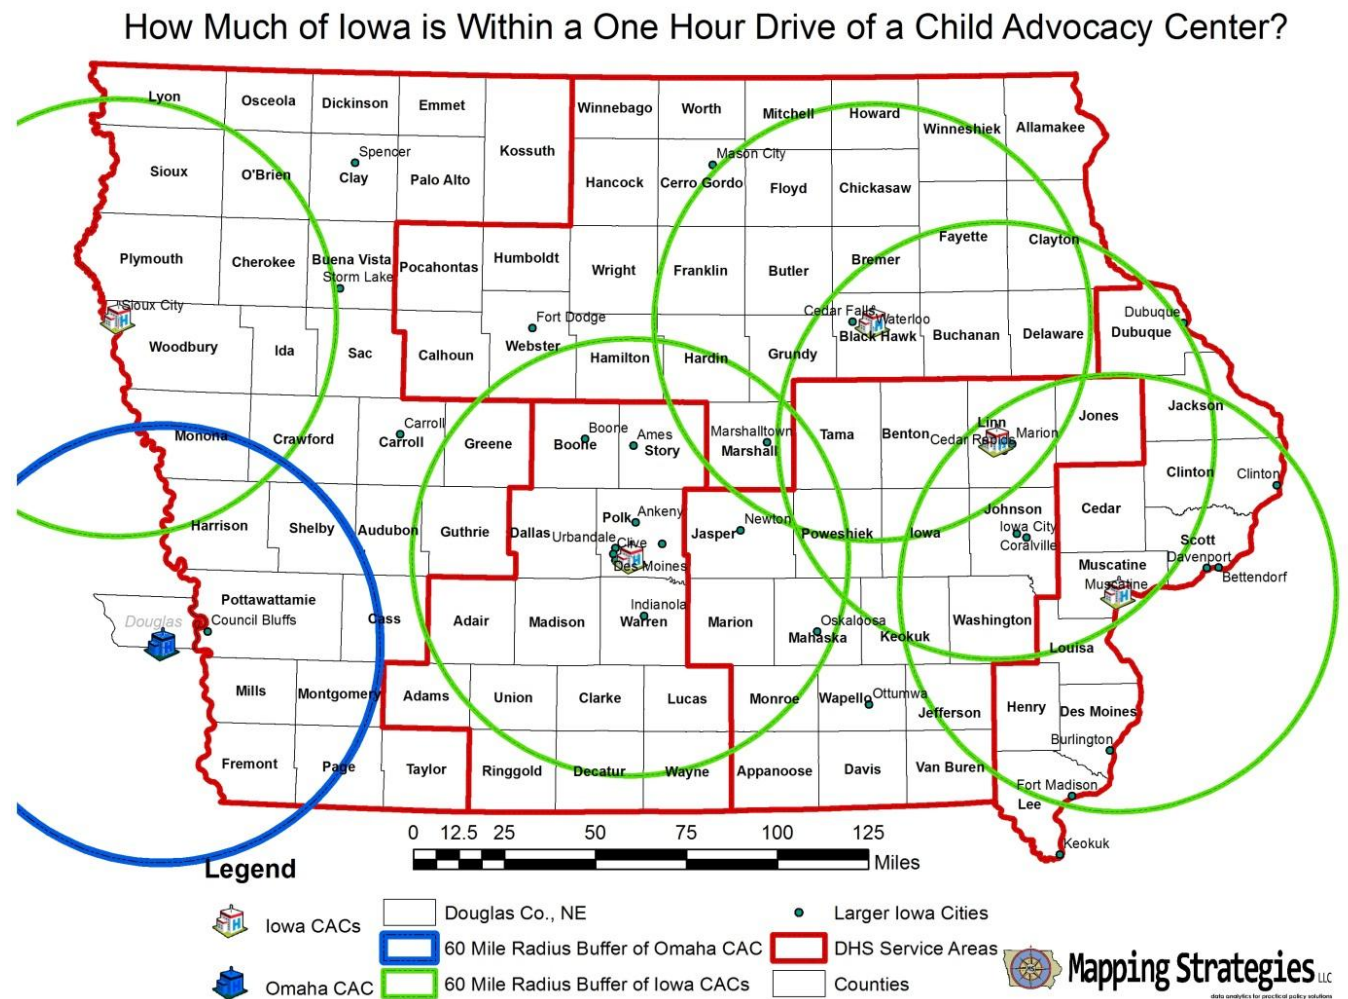 How Much of Iowa is Within a One Hour Drive of a Child Advocacy Center?
Lyon
Osceola
Dickinson
Emmet
Kossuth
Winnebago
Worth
Mitchell
Howard
Winneshiek
Allamakee
Sioux
O'Brien
Spencer
Clay
Palo Alto
Hancock
Mason City
Cerro Gordo
Floyd
Chickasaw
Plymouth
Cherokee
Buena Vista
Storm Lake
Pocahontas
Humboldt
Wright
Franklin
Butler
Bremer
Fayette
Clayton
Sioux City
Woodbury
Ida
Sac
Calhoun
Fort Dodge
Webster
Hamilton
Hardin
Grundy
Cedar Falls
Waterloo
Black Hawk
Buchanan
Delaware
Dubuque
Dubuque
Monona
Crawford
Carroll
Carroll
Greene
Boone
Boone
Ames
Story
Marshalltown
Marshall
Tama
Benton
Linn
Cedar Rapids
Marion
Jones
Jackson
Harrison
Shelby
Audubon
Guthrie
Dallas
Polk
Ankeny
Urbandale
Clive
Des Moines
Jasper
Newton
Poweshiek
Iowa
Johnson
Iowa City
Coralville
Cedar
Clinton
Clinton
Scott
Davenport
Bettendorf
Muscatine
Muscatine
Douglas
Pottawattamie
Council Bluffs
Cass
Adair
Madison
Indianola
Warren
Marion
Oskaloosa
Mahaska
Keokuk
Washington
Louisa
Mills
Montgomery
Adams
Union
Clarke
Lucas
Monroe
Wapello
Ottumwa
Jefferson
Henry
Des Moines
Burlington
Fremont
Page
Taylor
Ringgold
Decatur
Wayne
Appanoose
Davis
Van Buren
Fort Madison
Lee
Keokuk
0 12.5 25 50 75 100 125
Miles
Legend
Iowa CACs
Omaha CAC
Douglas Co., NE
60 Mile Radius Buffer of Omaha CAC
60 Mile Radius Buffer of Iowa CACs
Larger Iowa Cities
DHS Service Areas
Counties
Mapping Strategies LLC
data analytics for practical policy solutions